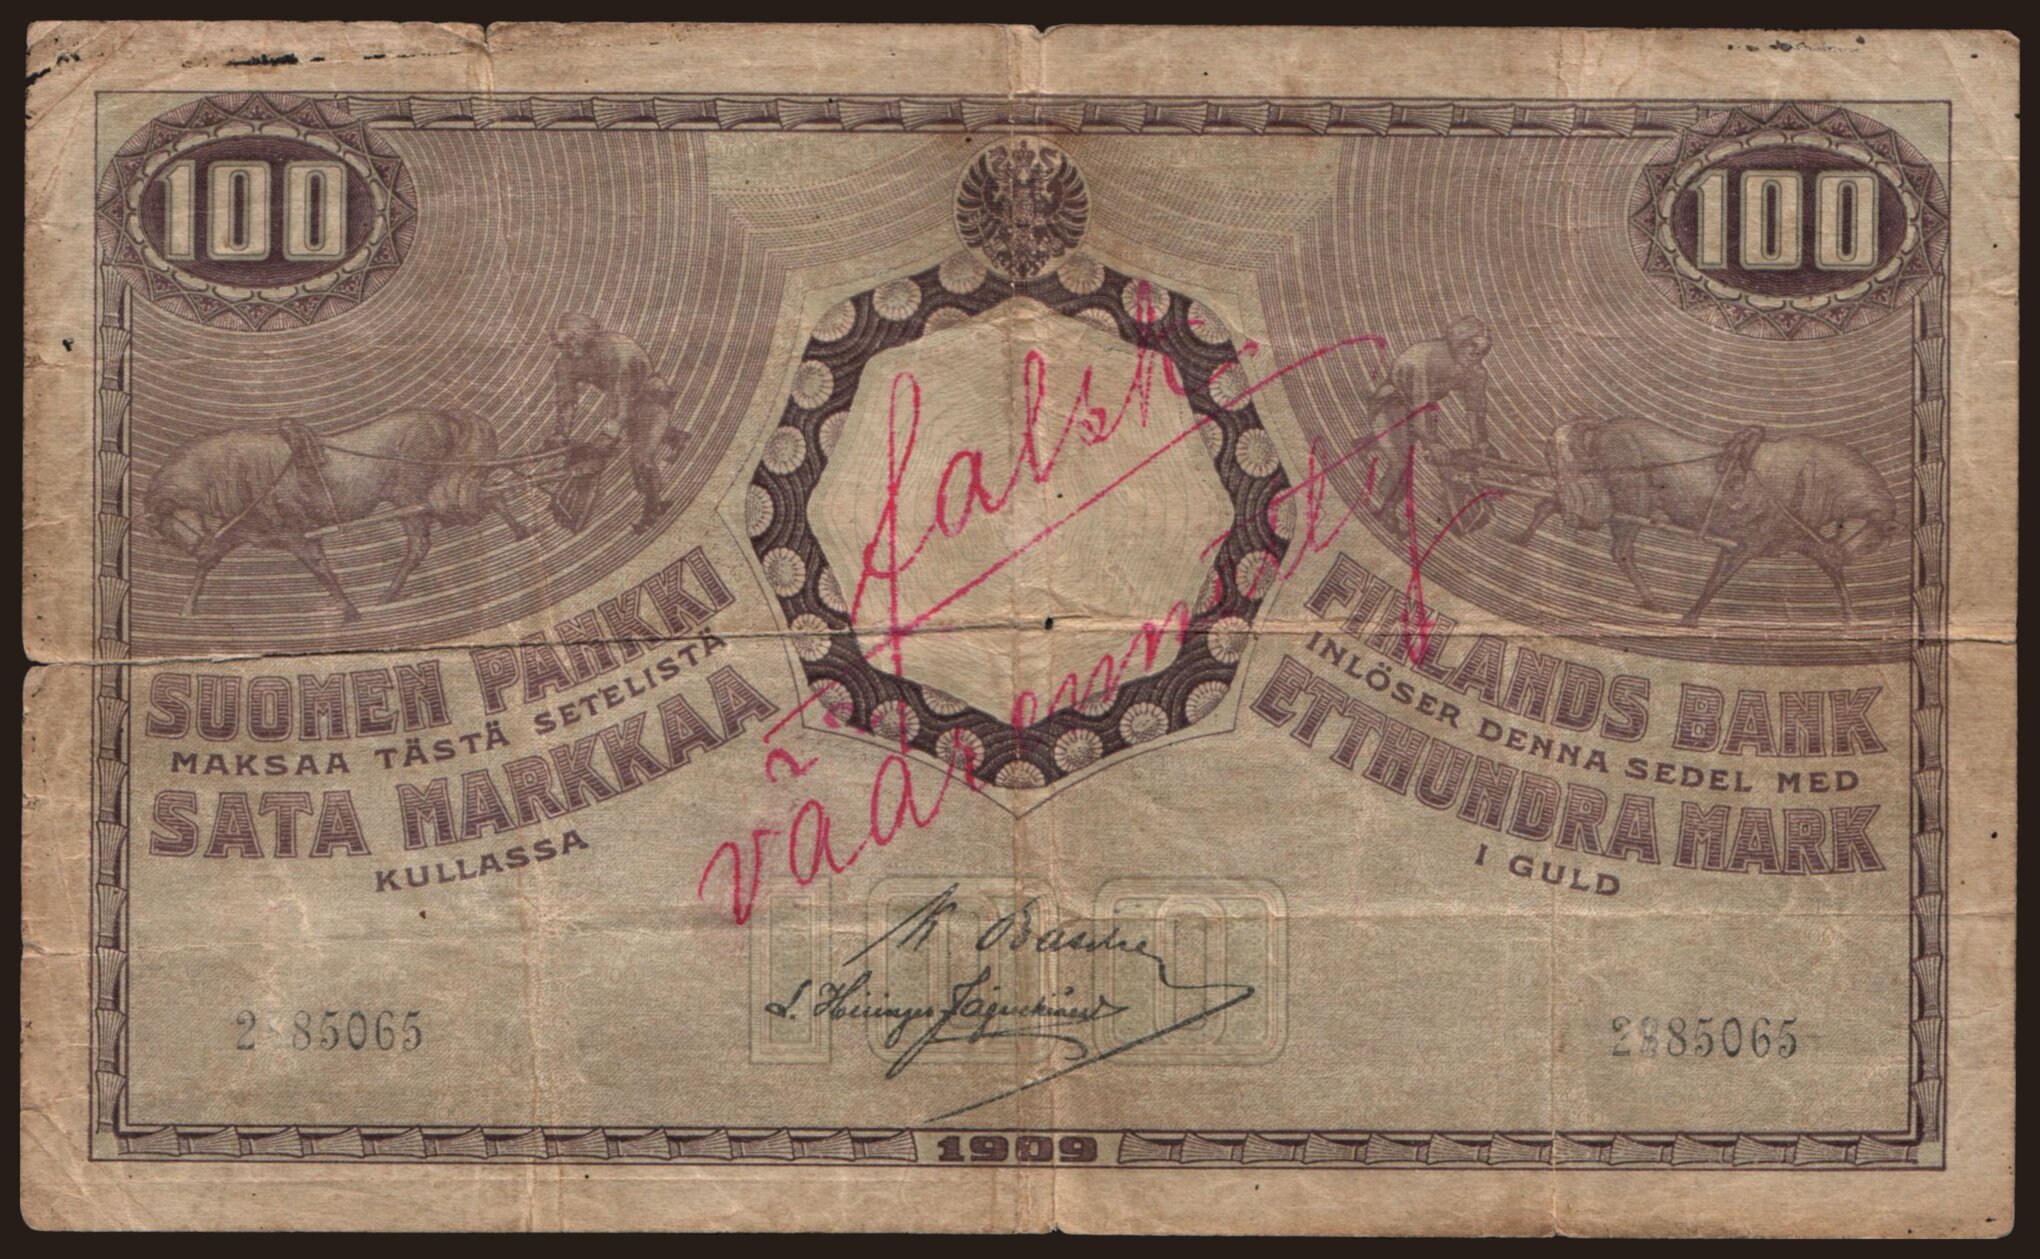 100
100
SUOMEN PANKKI
MAKSAA TÄSTÄ SETELISTÄ
SATA MARKKAA
KULLASSA
FINLANDS BANK
INLÖSER DENNA SEDEL MED
ETTHUNDRA MARK
I GULD
falsk
väärennetty
100
2885065
2885065
1909